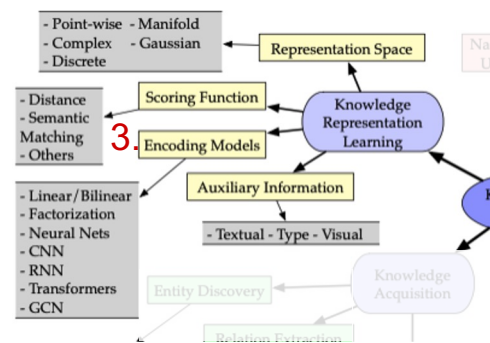 - Point-wise - Manifold
- Complex - Gaussian
- Discrete
Representation Space
Na
U
- Distance
- Semantic
Matching
- Others
Scoring Function
Knowledge
Representation
Learning
3.
Encoding Models
Auxiliary Information
K
- Linear/Bilinear
- Factorization
- Neural Nets
- CNN
- RNN
- Transformers
- GCN
- Textual - Type - Visual
Knowledge
Acquisition
Entity Discovery
Relation Extraction